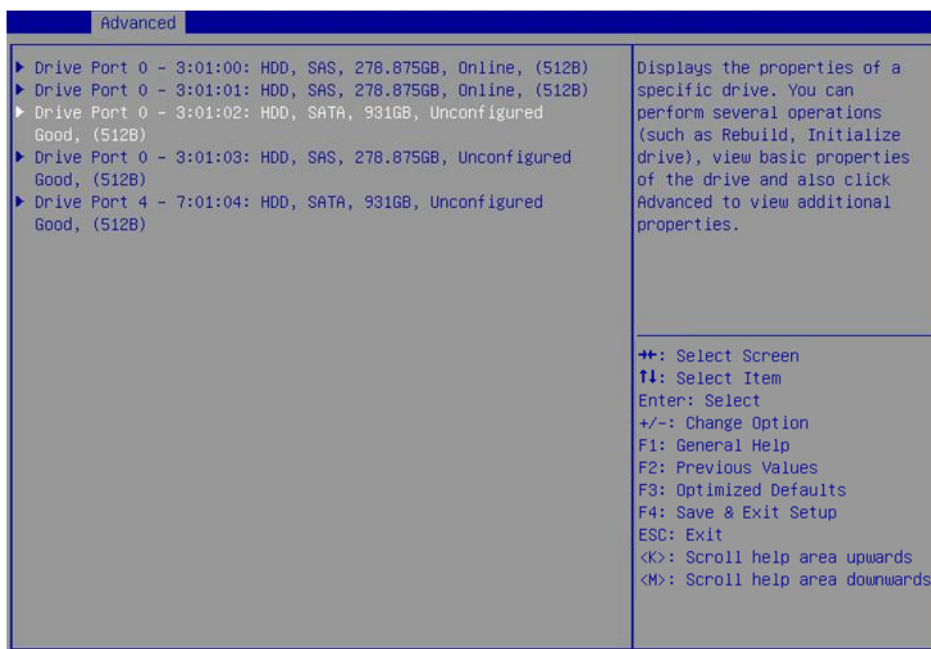 Advanced
▶ Drive Port 0 - 3:01:00: HDD, SAS, 278.875GB, Online, (512B)
▶ Drive Port 0 - 3:01:01: HDD, SAS, 278.875GB, Online, (512B)
▶ Drive Port 0 - 3:01:02: HDD, SATA, 931GB, Unconfigured
Good, (512B)
▶ Drive Port 0 - 3:01:03: HDD, SAS, 278.875GB, Unconfigured
Good, (512B)
▶ Drive Port 4 - 7:01:04: HDD, SATA, 931GB, Unconfigured
Good, (512B)
Displays the properties of a
specific drive. You can
perform several operations
(such as Rebuild, Initialize
drive), view basic properties
of the drive and also click
Advanced to view additional
properties.
→←: Select Screen
↑↓: Select Item
Enter: Select
+/-: Change Option
F1: General Help
F2: Previous Values
F3: Optimized Defaults
F4: Save & Exit Setup
ESC: Exit
<K>: Scroll help area upwards
<M>: Scroll help area downwards